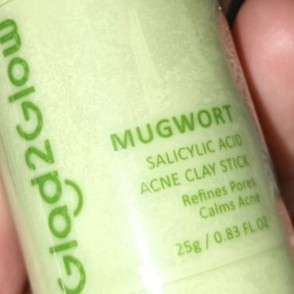 Glad2Glow
MUGWORT
SALICYLIC ACID
ACNE CLAY STICK
Refines Pores
Calms Acne
25g / 0.83 FL.OZ